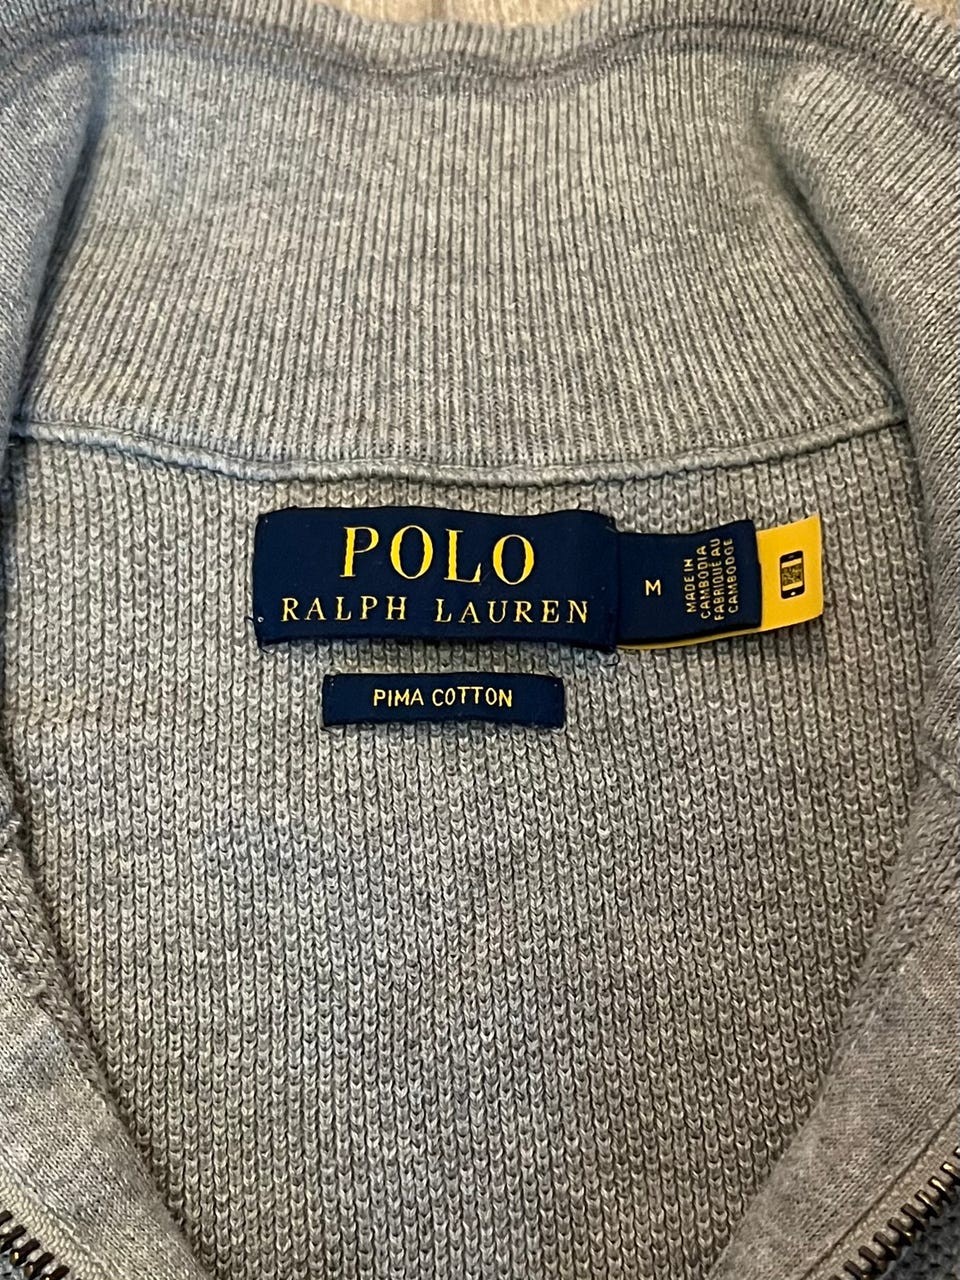 POLO
RALPH LAUREN
M
MADE IN
CAMBODIA
FABRIQUÉ AU
CAMBODGE
PIMA COTTON